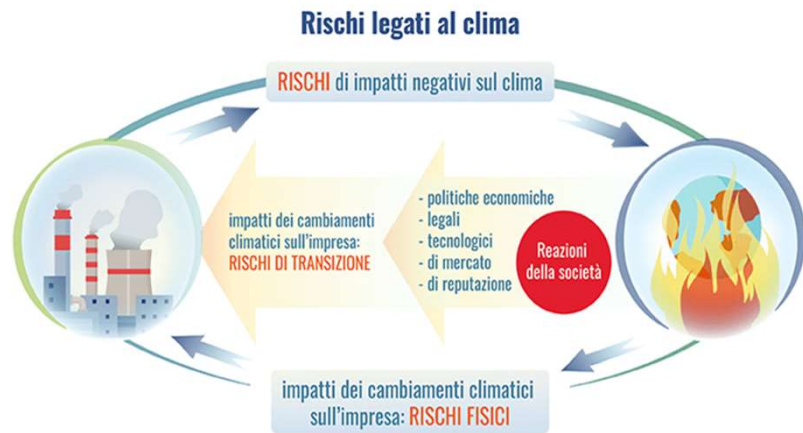 Rischi legati al clima
RISCHI di impatti negativi sul clima
impatti dei cambiamenti
climatici sull'impresa:
RISCHI DI TRANSIZIONE
- politiche economiche
- legali
- tecnologici
- di mercato
- di reputazione
Reazioni
della società
impatti dei cambiamenti climatici
sull'impresa: RISCHI FISICI